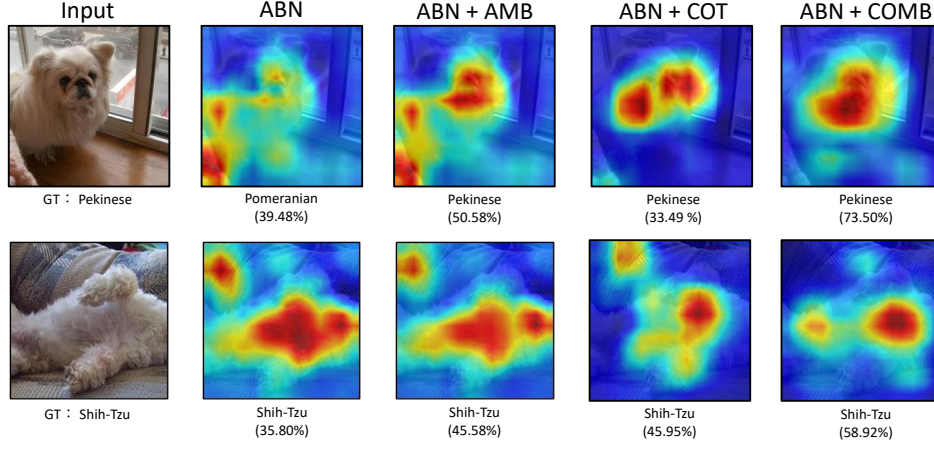 Input ABN ABN + AMB ABN + COT ABN + COMB
GT： Pekinese Pomeranian Pekinese Pekinese Pekinese
(39.48%) (50.58%) (33.49 %) (73.50%)
GT： Shih-Tzu Shih-Tzu Shih-Tzu Shih-Tzu Shih-Tzu
(35.80%) (45.58%) (45.95%) (58.92%)